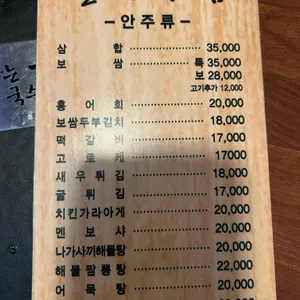 - 안 주 류 -
삼 합 ........................ 35,000
보 쌈 ................ 특 35,000
보 28,000
고기추가 12,000
홍 어 회 ........................ 20,000
보쌈두부김치 ................ 18,000
떡 갈 비 ........................ 17,000
고 로 케 ........................ 17000
새 우 튀 김 ................ 18,000
굴 튀 김 ........................ 17,000
치킨가라아게 ................ 20,000
멘 보 샤 ........................ 20,000
나가사끼해물탕 ............ 20,000
해 물 짬 뽕 탕 ............ 22,000
어 묵 탕 ........................ 20,000